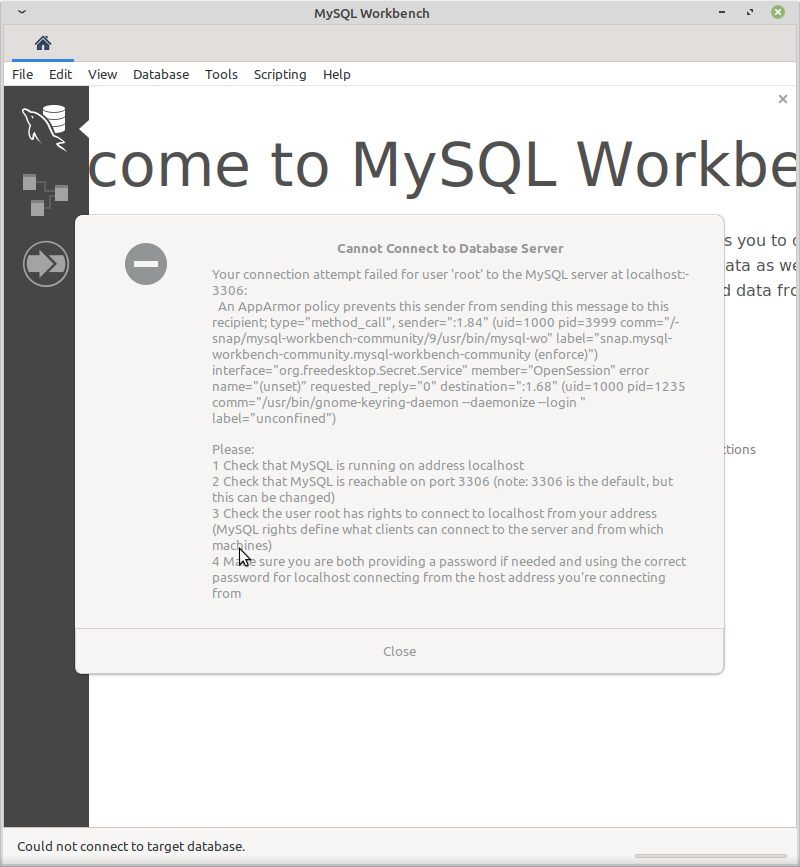 MySQL Workbench
File Edit View Database Tools Scripting Help
come to MySQL Workbe
s you to
ata as we
d data fro
ctions
Cannot Connect to Database Server
Your connection attempt failed for user 'root' to the MySQL server at localhost:-
3306:
An AppArmor policy prevents this sender from sending this message to this
recipient; type="method_call", sender=":1.84" (uid=1000 pid=3999 comm="/-
snap/mysql-workbench-community/9/usr/bin/mysql-wo" label="snap.mysql-
workbench-community.mysql-workbench-community (enforce)")
interface="org.freedesktop.Secret.Service" member="OpenSession" error
name="(unset)" requested_reply="0" destination=":1.68" (uid=1000 pid=1235
comm="/usr/bin/gnome-keyring-daemon --daemonize --login "
label="unconfined")
Please:
1 Check that MySQL is running on address localhost
2 Check that MySQL is reachable on port 3306 (note: 3306 is the default, but
this can be changed)
3 Check the user root has rights to connect to localhost from your address
(MySQL rights define what clients can connect to the server and from which
machines)
4 Make sure you are both providing a password if needed and using the correct
password for localhost connecting from the host address you're connecting
from
Close
Could not connect to target database.